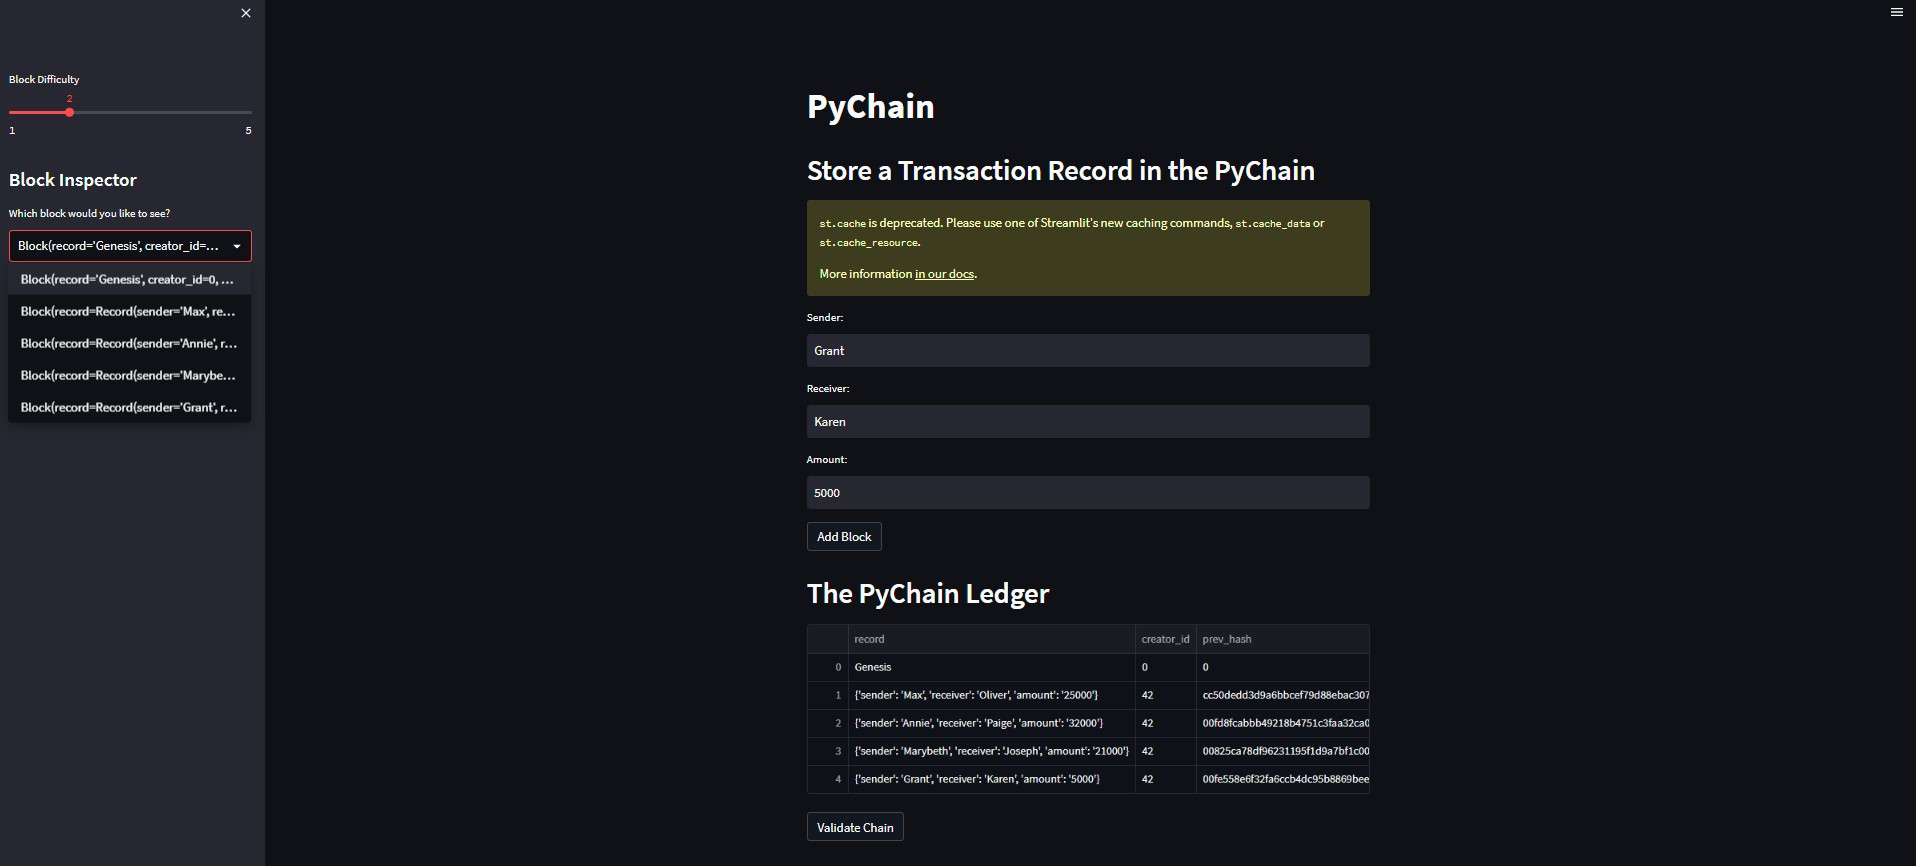 Block Difficulty
2
1 5
Block Inspector
Which block would you like to see?
Block(record='Genesis', creator_id=...
Block(record='Genesis', creator_id=0, ...
Block(record=Record(sender='Max', re...
Block(record=Record(sender='Annie', r...
Block(record=Record(sender='Marybe...
Block(record=Record(sender='Grant', r...
PyChain
Store a Transaction Record in the PyChain
st.cache is deprecated. Please use one of Streamlit's new caching commands, st.cache_data or
st.cache_resource.
More information in our docs.
Sender:
Grant
Receiver:
Karen
Amount:
5000
Add Block
The PyChain Ledger
record creator_id prev_hash
0 Genesis 0 0
1 {'sender': 'Max', 'receiver': 'Oliver', 'amount': '25000'} 42 cc50dedd3d9a6bbcef79d88ebac307
2 {'sender': 'Annie', 'receiver': 'Paige', 'amount': '32000'} 42 00fd8fcabbb49218b4751c3faa32ca0
3 {'sender': 'Marybeth', 'receiver': 'Joseph', 'amount': '21000'} 42 00825ca78df96231195f1d9a7bf1c00
4 {'sender': 'Grant', 'receiver': 'Karen', 'amount': '5000'} 42 00fe558e6f32fa6ccb4dc95b8869bee
Validate Chain